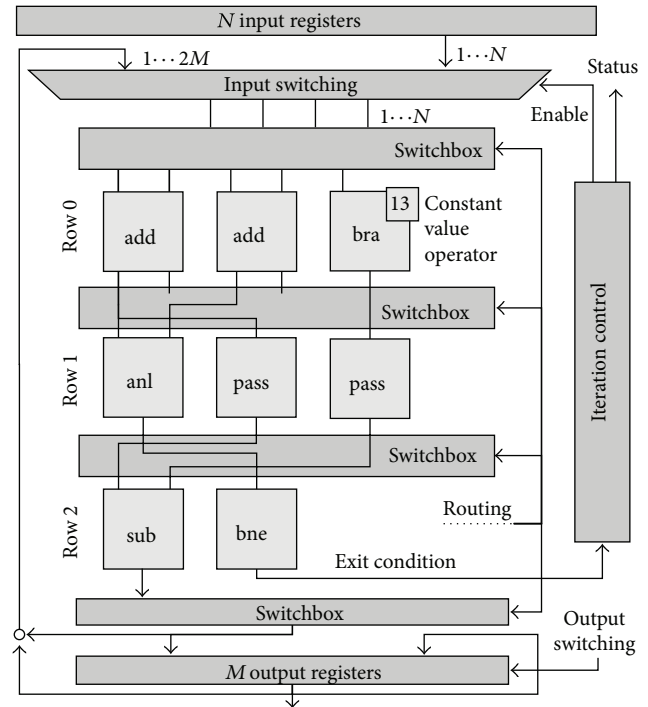 N input registers
1···2M
1···N
Input switching
Status
Enable
1···N
Switchbox
Row 0
add
add
bra
13
Constant
value
operator
Switchbox
Row 1
anl
pass
pass
Iteration control
Switchbox
Row 2
sub
bne
Routing
Exit condition
Switchbox
Output
switching
M output registers